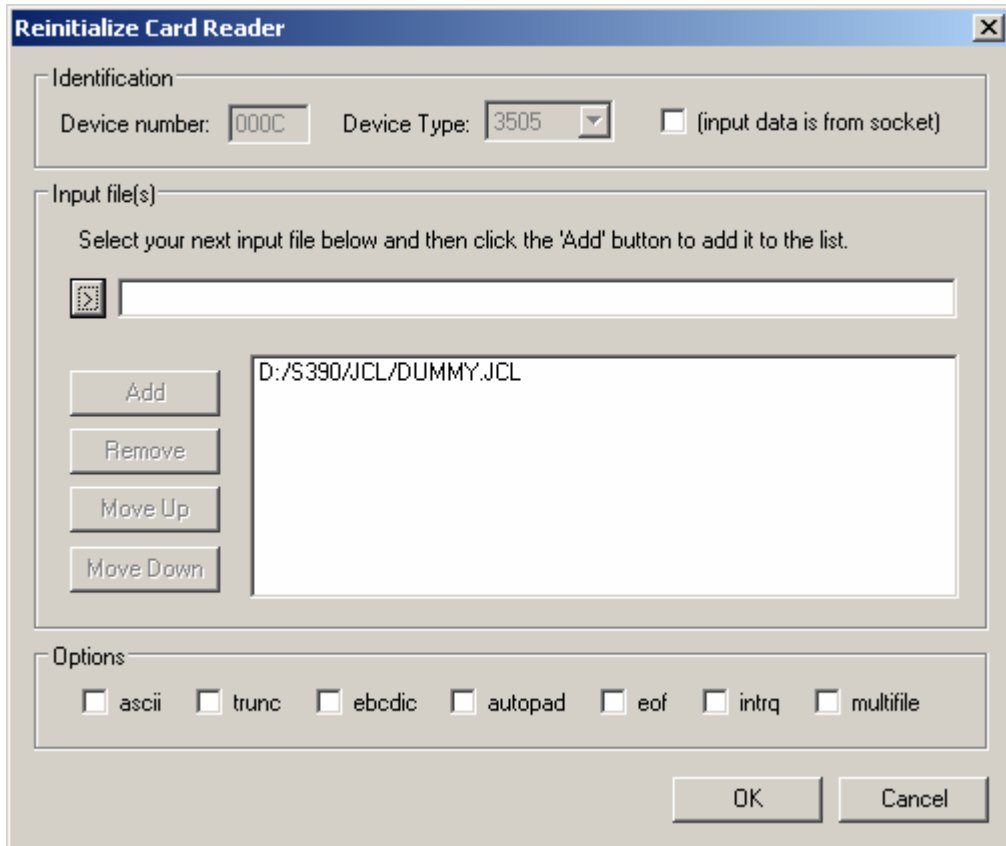 Reinitialize Card Reader
Identification
Device number: 000C Device Type: 3505 (input data is from socket)
Input file(s)
Select your next input file below and then click the 'Add' button to add it to the list.
>
D:/S390/JCL/DUMMY.JCL
Add
Remove
Move Up
Move Down
Options
ascii trunc ebcdic autopad eof intrq multifile
OK Cancel